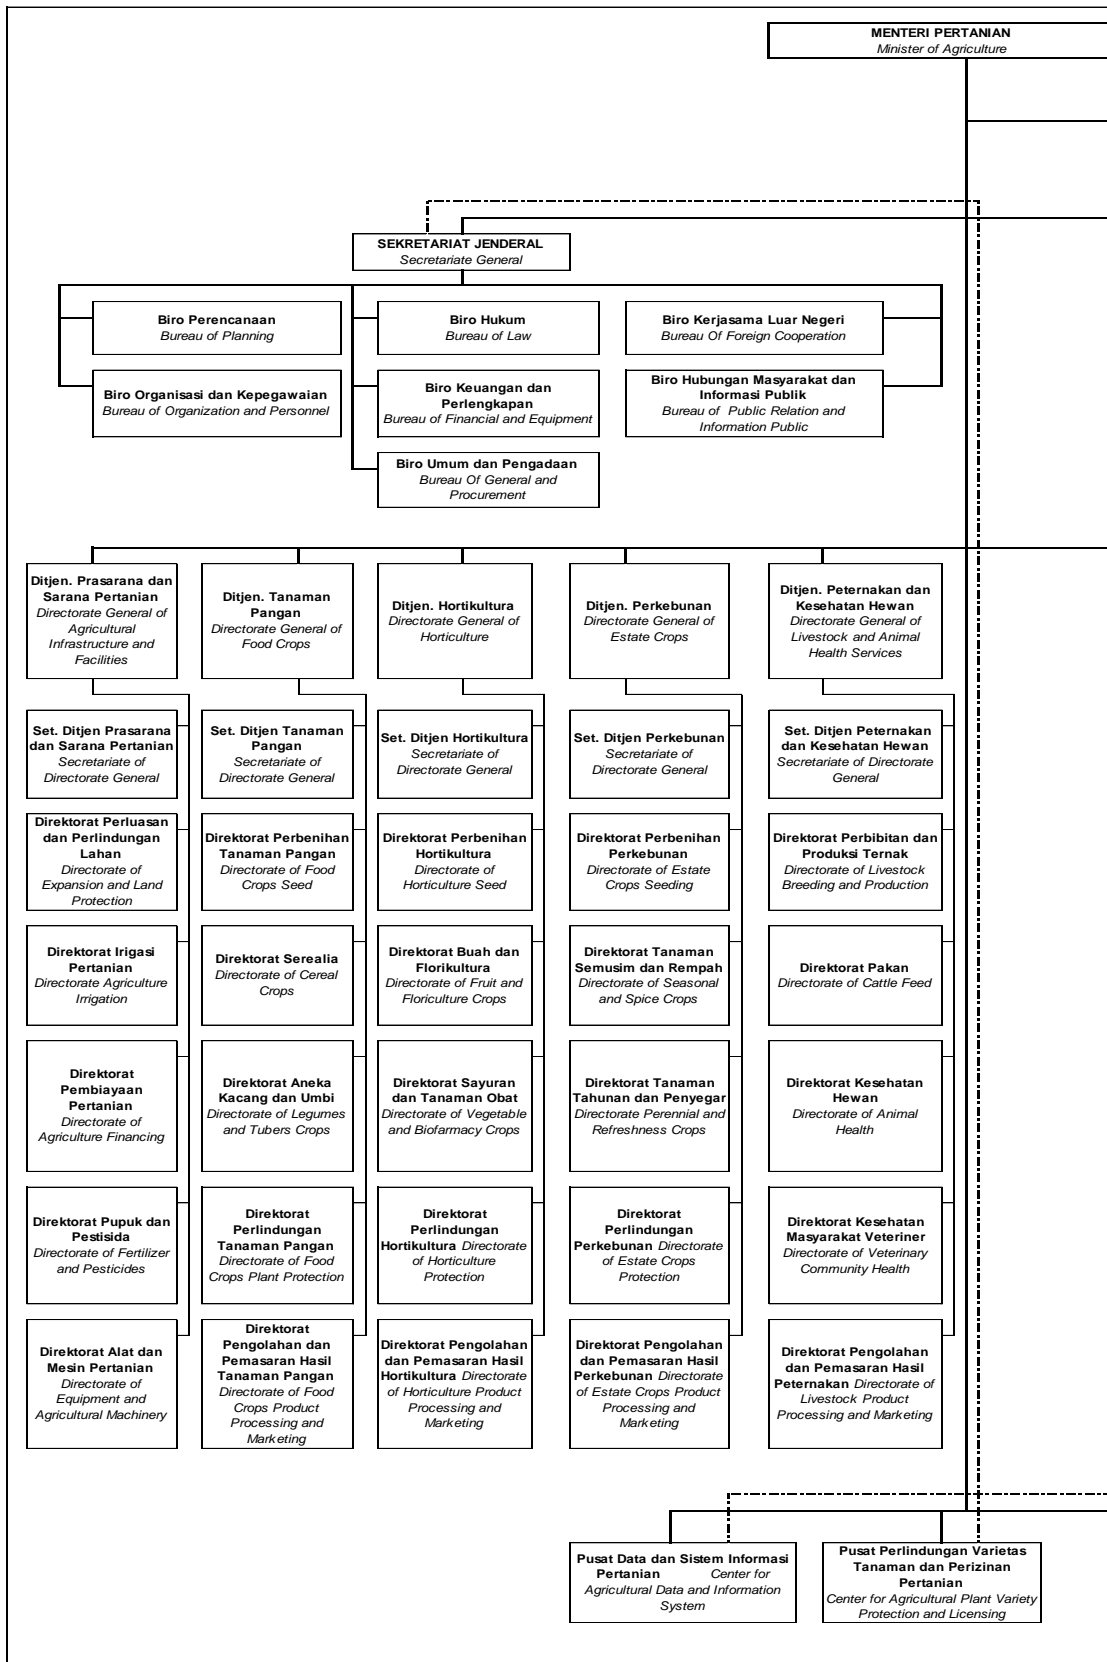 MENTERI PERTANIAN
Minister of Agriculture
SEKRETARIAT JENDERAL
Secretariate General
Biro Perencanaan
Bureau of Planning
Biro Hukum
Bureau of Law
Biro Kerjasama Luar Negeri
Bureau Of Foreign Cooperation
Biro Organisasi dan Kepegawaian
Bureau of Organization and Personnel
Biro Keuangan dan
Perlengkapan
Bureau of Financial and Equipment
Biro Hubungan Masyarakat dan
Informasi Publik
Bureau of Public Relation and
Information Public
Biro Umum dan Pengadaan
Bureau Of General and
Procurement
Ditjen. Prasarana dan
Sarana Pertanian
Directorate General of
Agricultural
Infrastructure and
Facilities
Ditjen. Tanaman
Pangan
Directorate General of
Food Crops
Ditjen. Hortikultura
Directorate General of
Horticulture
Ditjen. Perkebunan
Directorate General of
Estate Crops
Ditjen. Peternakan dan
Kesehatan Hewan
Directorate General of
Livestock and Animal
Health Services
Set. Ditjen Prasarana
dan Sarana Pertanian
Secretariate of
Directorate General
Set. Ditjen Tanaman
Pangan
Secretariate of
Directorate General
Set. Ditjen Hortikultura
Secretariate of
Directorate General
Set. Ditjen Perkebunan
Secretariate of
Directorate General
Set. Ditjen Peternakan
dan Kesehatan Hewan
Secretariate of Directorate
General
Direktorat Perluasan
dan Perlindungan
Lahan
Directorate of
Expansion and Land
Protection
Direktorat Perbenihan
Tanaman Pangan
Directorate of Food
Crops Seed
Direktorat Perbenihan
Hortikultura
Directorate of
Horticulture Seed
Direktorat Perbenihan
Perkebunan
Directorate of Estate
Crops Seeding
Direktorat Perbibitan dan
Produksi Ternak
Directorate of Livestock
Breeding and Production
Direktorat Irigasi
Pertanian
Directorate Agriculture
Irrigation
Direktorat Serealia
Directorate of Cereal
Crops
Direktorat Buah dan
Florikultura
Directorate of Fruit and
Floriculture Crops
Direktorat Tanaman
Semusim dan Rempah
Directorate of Seasonal
and Spice Crops
Direktorat Pakan
Directorate of Cattle Feed
Direktorat
Pembiayaan
Pertanian
Directorate of
Agriculture Financing
Direktorat Aneka
Kacang dan Umbi
Directorate of Legumes
and Tubers Crops
Direktorat Sayuran
dan Tanaman Obat
Directorate of Vegetable
and Biofarmacy Crops
Direktorat Tanaman
Tahunan dan Penyegar
Directorate Perennial and
Refreshness Crops
Direktorat Kesehatan
Hewan
Directorate of Animal
Health
Direktorat Pupuk dan
Pestisida
Directorate of Fertilizer
and Pesticides
Direktorat
Perlindungan
Tanaman Pangan
Directorate of Food
Crops Plant Protection
Direktorat
Perlindungan
Hortikultura Directorate
of Horticulture
Protection
Direktorat
Perlindungan
Perkebunan Directorate
of Estate Crops
Protection
Direktorat Kesehatan
Masyarakat Veteriner
Directorate of Veterinary
Community Health
Direktorat Alat dan
Mesin Pertanian
Directorate of
Equipment and
Agricultural Machinery
Direktorat
Pengolahan dan
Pemasaran Hasil
Tanaman Pangan
Directorate of Food
Crops Product
Processing and
Marketing
Direktorat Pengolahan
dan Pemasaran Hasil
Hortikultura Directorate
of Horticulture Product
Processing and
Marketing
Direktorat Pengolahan
dan Pemasaran Hasil
Perkebunan Directorate
of Estate Crops Product
Processing and
Marketing
Direktorat Pengolahan
dan Pemasaran Hasil
Peternakan Directorate of
Livestock Product
Processing and Marketing
Pusat Data dan Sistem Informasi
Pertanian Center for
Agricultural Data and Information
System
Pusat Perlindungan Varietas
Tanaman dan Perizinan
Pertanian
Center for Agricultural Plant Variety
Protection and Licensing